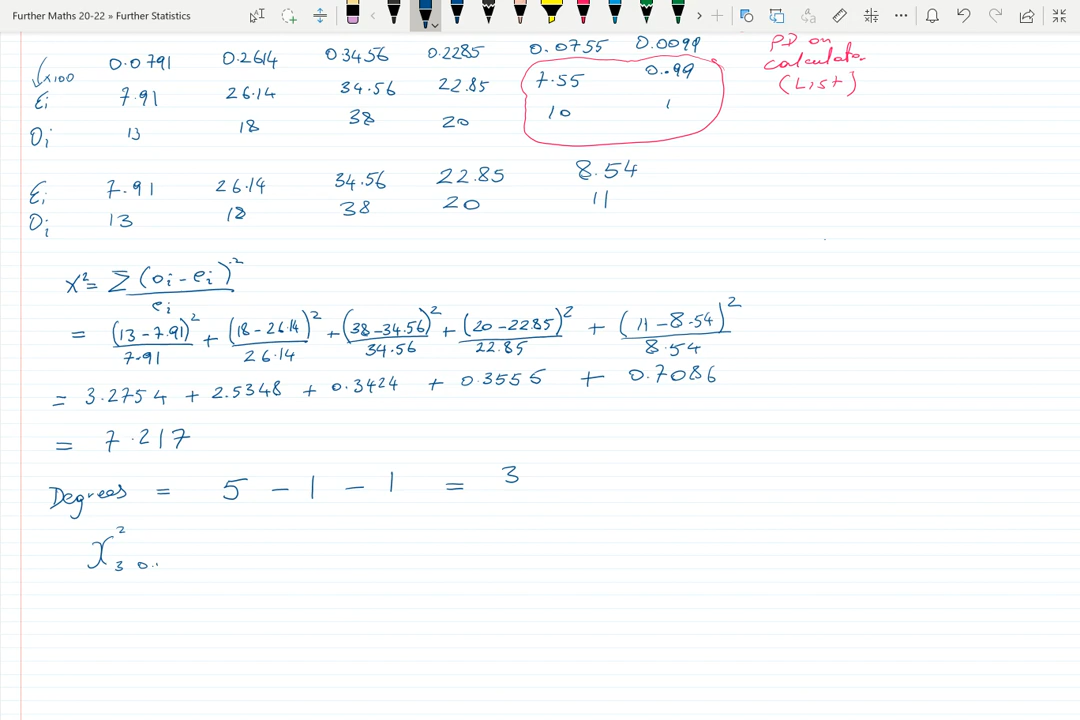 Further Maths 20-22 » Further Statistics
0.0791 0.2614 0.3456 0.2285 0.0755 0.0099 PD on
↓x100 calculator
Ei 7.91 26.14 34.56 22.85 7.55 0.99 (List)
Oi 13 18 38 20 10 1
Ei 7.91 26.14 34.56 22.85 8.54
Oi 13 18 38 20 11
X² = Σ (oi - ei)² / ei
= (13 - 7.91)² / 7.91 + (18 - 26.14)² / 26.14 + (38 - 34.56)² / 34.56 + (20 - 22.85)² / 22.85 + (11 - 8.54)² / 8.54
= 3.2754 + 2.5348 + 0.3424 + 0.3555 + 0.7086
= 7.217
Degrees = 5 - 1 - 1 = 3
χ² 3 0.